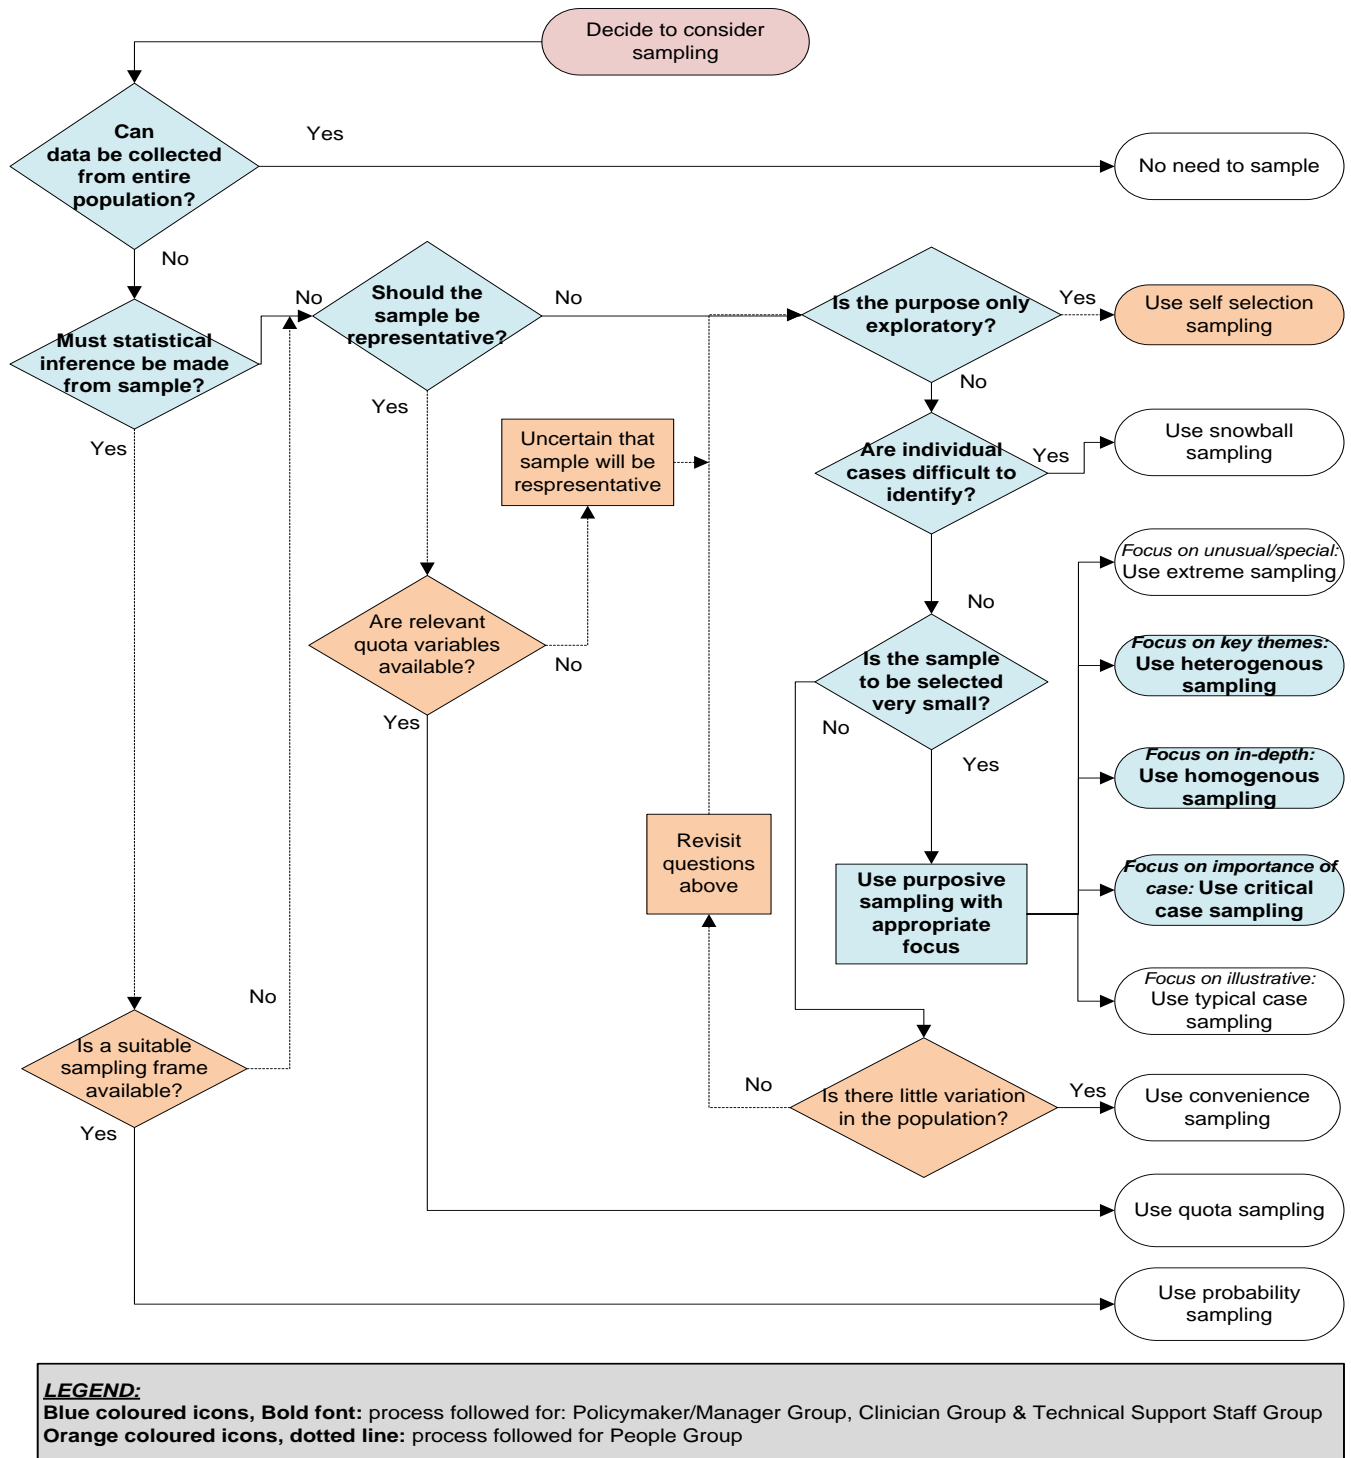 Decide to consider
sampling
Can
data be collected
from entire
population?
Yes
No need to sample
No
Must statistical
inference be made
from sample?
No
Yes
Should the
sample be
representative?
No
Yes
Is the purpose only
exploratory?
Yes
Use self selection
sampling
No
Uncertain that
sample will be
respresentative
Are individual
cases difficult to
identify?
Yes
Use snowball
sampling
No
Are relevant
quota variables
available?
No
Yes
Is the sample
to be selected
very small?
No
Yes
Focus on unusual/special:
Use extreme sampling
Focus on key themes:
Use heterogenous
sampling
Focus on in-depth:
Use homogenous
sampling
Revisit
questions
above
Use purposive
sampling with
appropriate
focus
Focus on importance of
case: Use critical
case sampling
Focus on illustrative:
Use typical case
sampling
No
Is a suitable
sampling frame
available?
Yes
No
Is there little variation
in the population?
Yes
Use convenience
sampling
Use quota sampling
Use probability
sampling
LEGEND:
Blue coloured icons, Bold font: process followed for: Policymaker/Manager Group, Clinician Group & Technical Support Staff Group
Orange coloured icons, dotted line: process followed for People Group